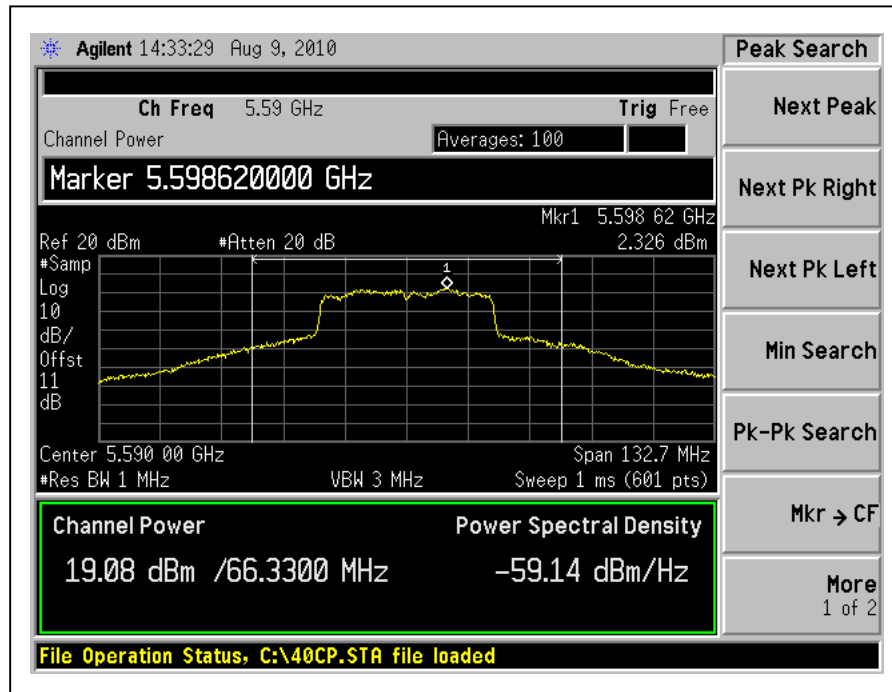 Agilent 14:33:29 Aug 9, 2010
Peak Search
Ch Freq 5.59 GHz Trig Free
Channel Power Averages: 100
Marker 5.598620000 GHz
Mkr1 5.598 62 GHz
Ref 20 dBm #Atten 20 dB 2.326 dBm
#Samp
Log
10
dB/
Offst
11
dB
1
Center 5.590 00 GHz Span 132.7 MHz
#Res BW 1 MHz VBW 3 MHz Sweep 1 ms (601 pts)
Channel Power Power Spectral Density
19.08 dBm /66.3300 MHz -59.14 dBm/Hz
File Operation Status, C:\40CP.STA file loaded
Next Peak
Next Pk Right
Next Pk Left
Min Search
Pk-Pk Search
Mkr → CF
More
1 of 2